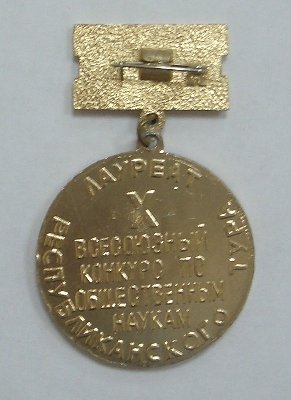 ЛАУРЕАТ
РЕСПУБЛИКАНСКОГО ТУРА
X
ВСЕСОЮЗНЫЙ
КОНКУРС ПО
ОБЩЕСТВЕННЫМ
НАУКАМ